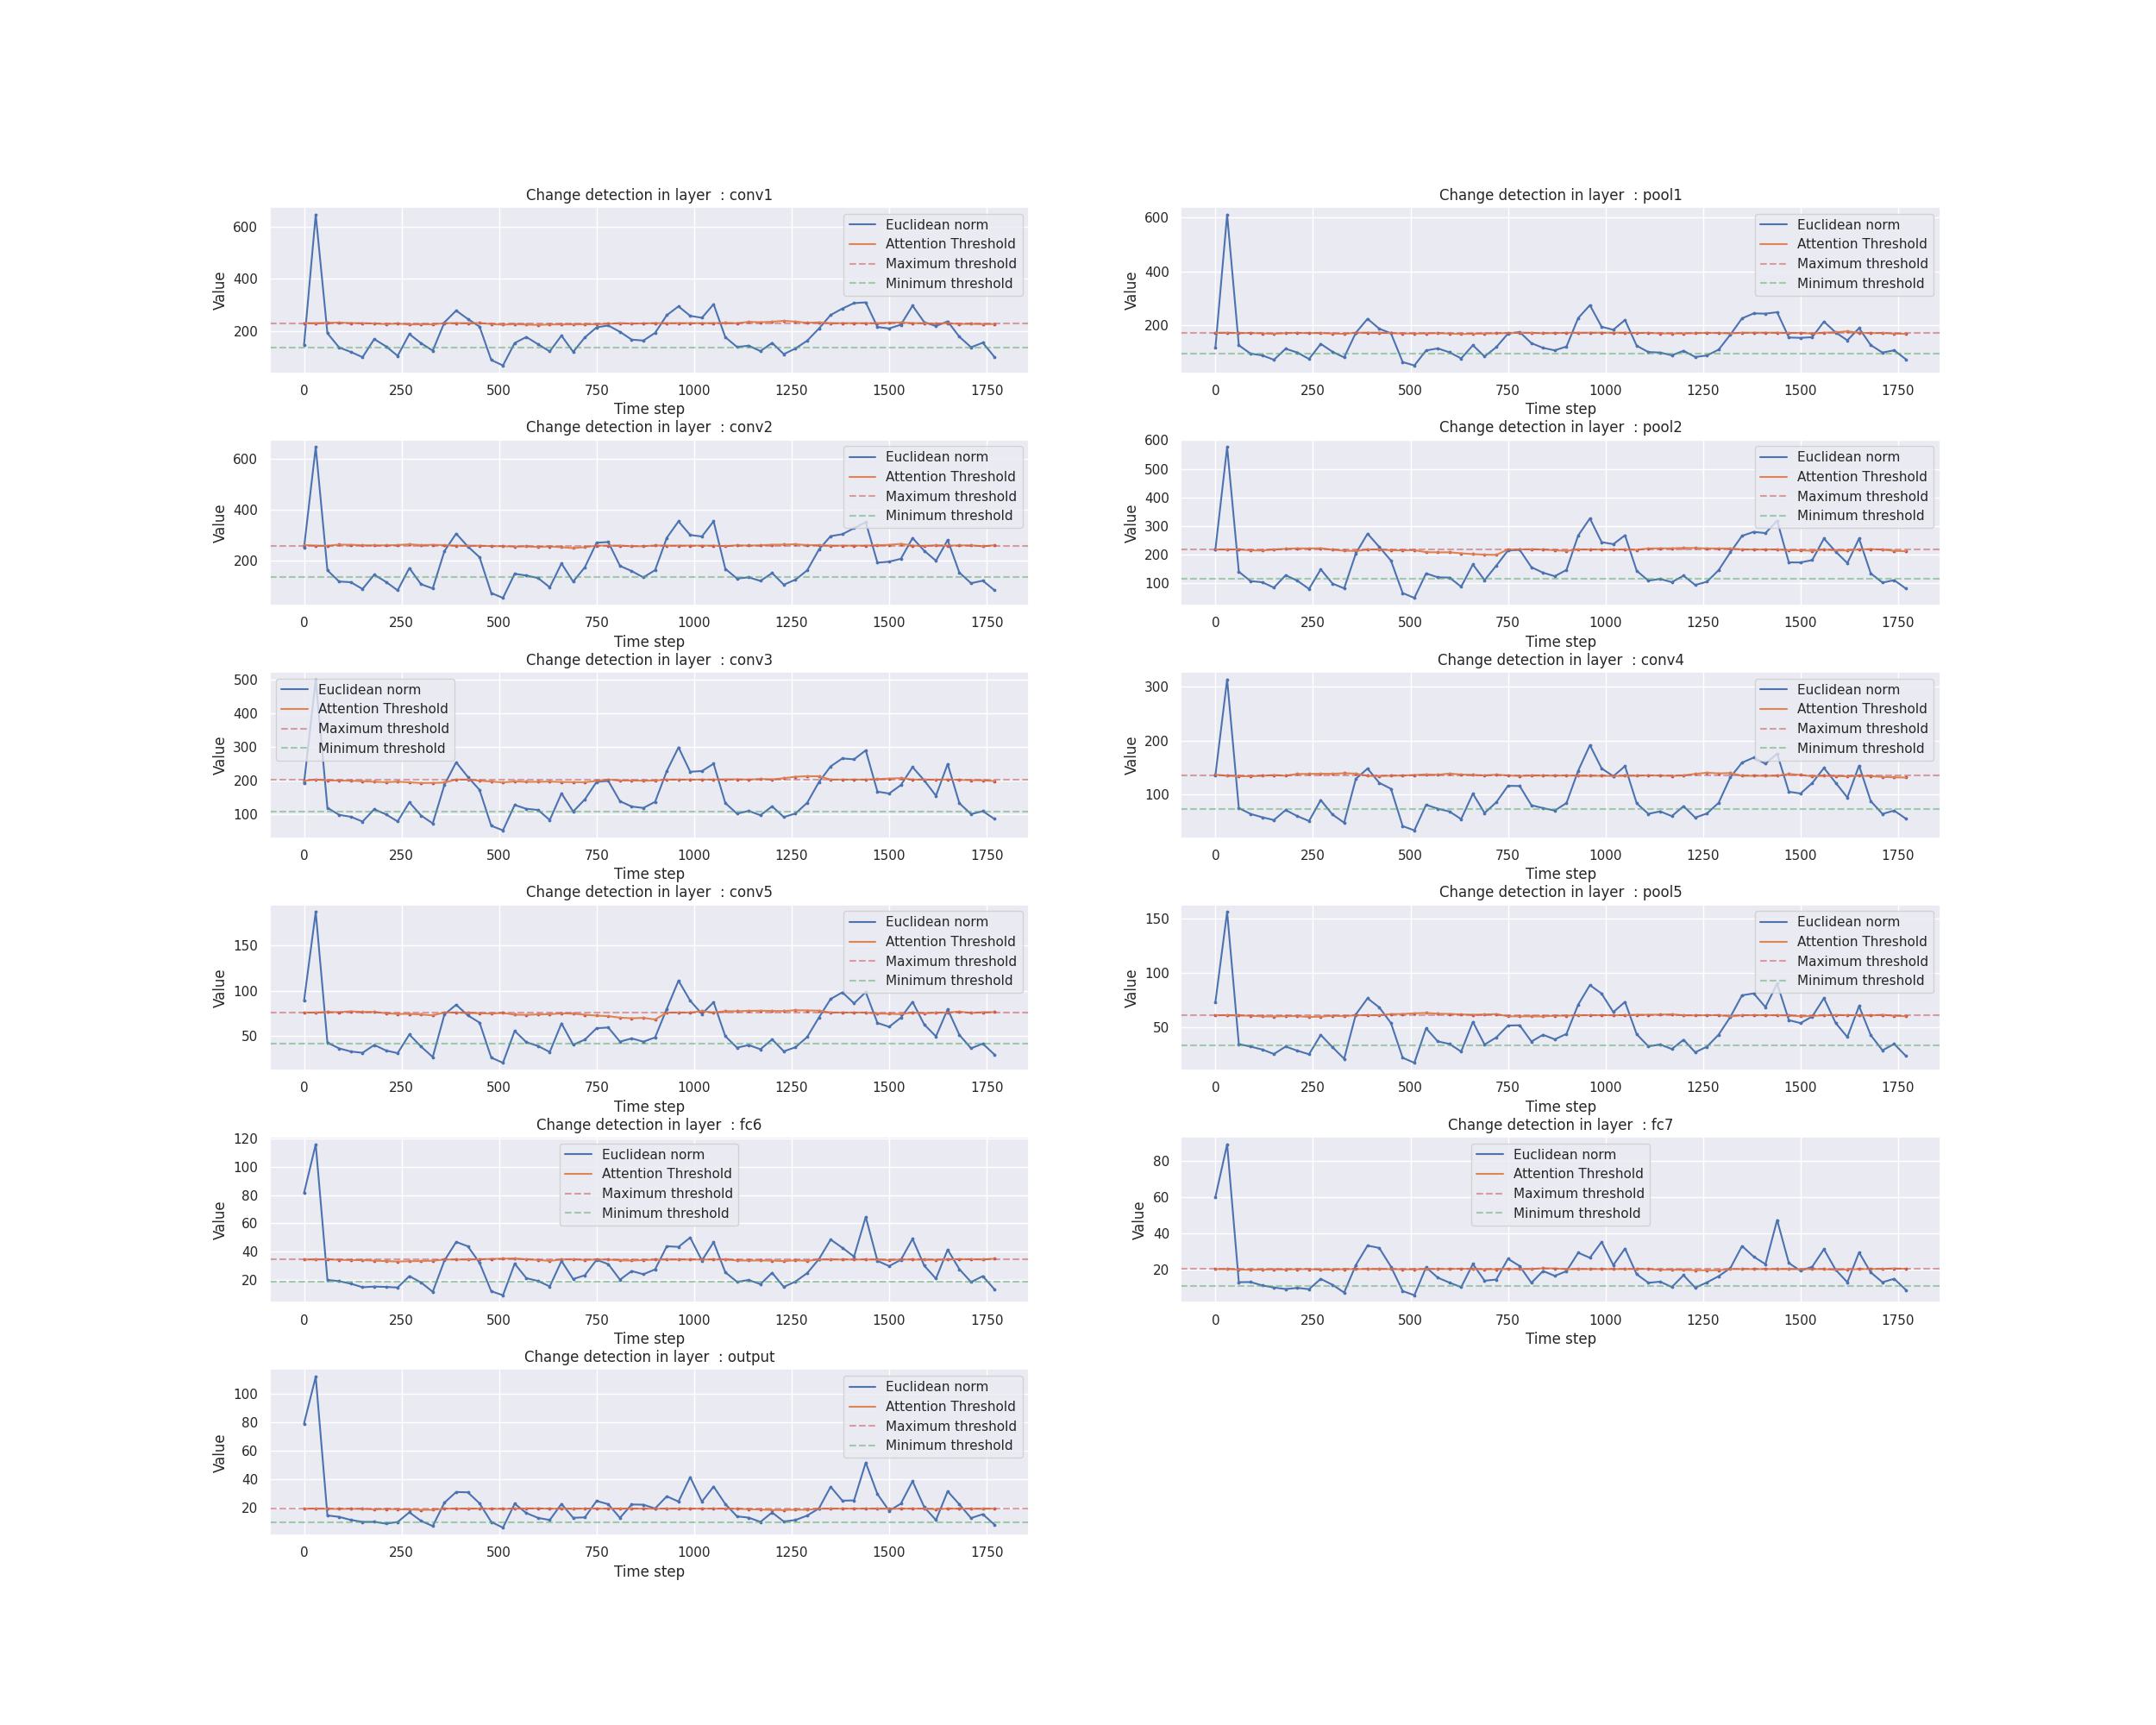 Change detection in layer  : conv1
600
400
200
Value
Euclidean norm
Attention Threshold
Maximum threshold
Minimum threshold
0 250 500 750 1000 1250 1500 1750
Time step
Change detection in layer  : pool1
600
400
200
Value
Euclidean norm
Attention Threshold
Maximum threshold
Minimum threshold
0 250 500 750 1000 1250 1500 1750
Time step
Change detection in layer  : conv2
600
400
200
Value
Euclidean norm
Attention Threshold
Maximum threshold
Minimum threshold
0 250 500 750 1000 1250 1500 1750
Time step
Change detection in layer  : pool2
600
500
400
300
200
100
Value
Euclidean norm
Attention Threshold
Maximum threshold
Minimum threshold
0 250 500 750 1000 1250 1500 1750
Time step
Change detection in layer  : conv3
500
400
300
200
100
Value
Euclidean norm
Attention Threshold
Maximum threshold
Minimum threshold
0 250 500 750 1000 1250 1500 1750
Time step
Change detection in layer  : conv4
300
200
100
Value
Euclidean norm
Attention Threshold
Maximum threshold
Minimum threshold
0 250 500 750 1000 1250 1500 1750
Time step
Change detection in layer  : conv5
150
100
50
Value
Euclidean norm
Attention Threshold
Maximum threshold
Minimum threshold
0 250 500 750 1000 1250 1500 1750
Time step
Change detection in layer  : pool5
150
100
50
Value
Euclidean norm
Attention Threshold
Maximum threshold
Minimum threshold
0 250 500 750 1000 1250 1500 1750
Time step
Change detection in layer  : fc6
120
100
80
60
40
20
Value
Euclidean norm
Attention Threshold
Maximum threshold
Minimum threshold
0 250 500 750 1000 1250 1500 1750
Time step
Change detection in layer  : fc7
80
60
40
20
Value
Euclidean norm
Attention Threshold
Maximum threshold
Minimum threshold
0 250 500 750 1000 1250 1500 1750
Time step
Change detection in layer  : output
100
80
60
40
20
Value
Euclidean norm
Attention Threshold
Maximum threshold
Minimum threshold
0 250 500 750 1000 1250 1500 1750
Time step